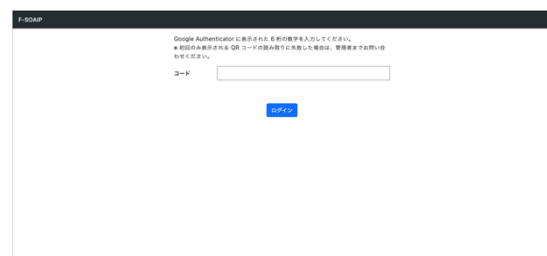 F-SOAIP
Google Authenticator に表示された 6 桁の数字を入力してください。
※ 初回のみ表示される QR コードの読み取りに失敗した場合は、管理者までお問い合
わせください。
コード
ログイン